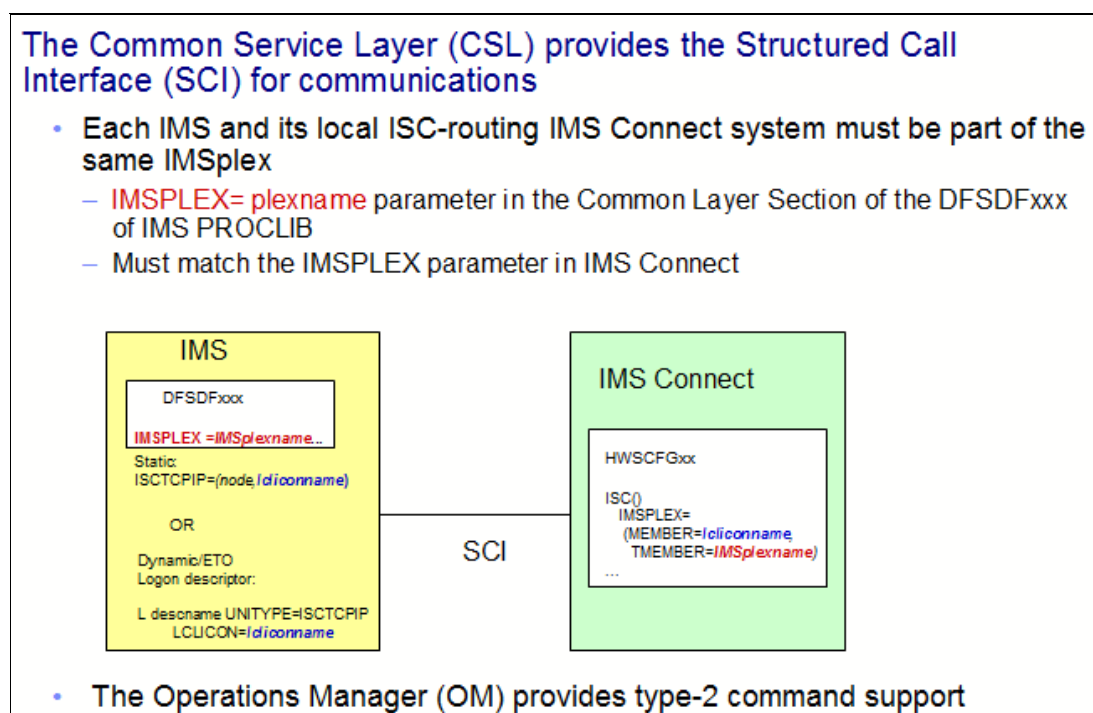 The Common Service Layer (CSL) provides the Structured Call
Interface (SCI) for communications
• Each IMS and its local ISC-routing IMS Connect system must be part of the
same IMSplex
– IMSPLEX= plexname parameter in the Common Layer Section of the DFSDFxxx
of IMS PROCLIB
– Must match the IMSPLEX parameter in IMS Connect
IMS
DFSDFxxx
IMSPLEX =IMSplexname...
Static:
ISCTCPIP=(node,lcliconname)
OR
Dynamic/ETO
Logon descriptor:
L descname UNITYPE=ISCTCPIP
LCLICON=lcliconname
SCI
IMS Connect
HWSCFGxx
ISC()
IMSPLEX=
(MEMBER=lcliconname,
TMEMBER=IMSplexname)
...
• The Operations Manager (OM) provides type-2 command support